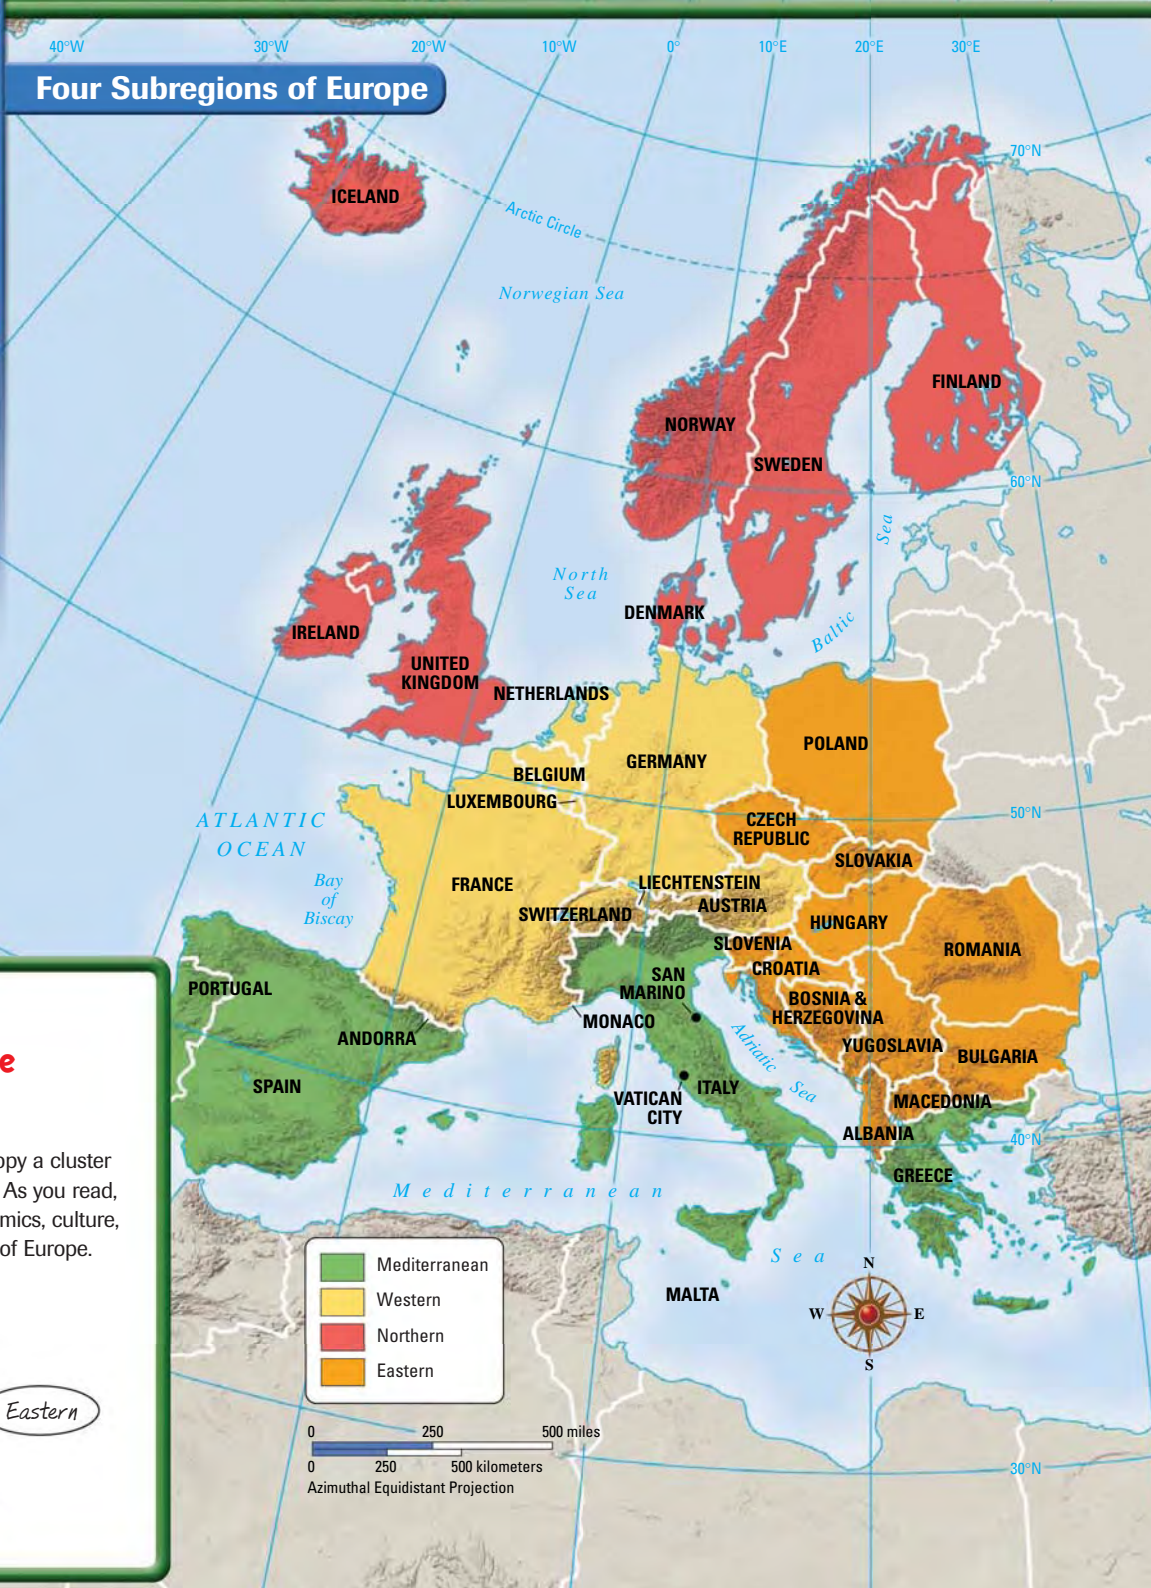 40°W
30°W
20°W
10°W
0°
10°E
20°E
30°E
Four Subregions of Europe
70°N
ICELAND
Arctic Circle
Norwegian Sea
FINLAND
NORWAY
SWEDEN
60°N
Sea
Baltic
North
Sea
DENMARK
IRELAND
UNITED
KINGDOM
NETHERLANDS
POLAND
GERMANY
BELGIUM
LUXEMBOURG
50°N
ATLANTIC
OCEAN
CZECH
REPUBLIC
SLOVAKIA
Bay
of
Biscay
FRANCE
LIECHTENSTEIN
SWITZERLAND
AUSTRIA
HUNGARY
SLOVENIA
ROMANIA
CROATIA
PORTUGAL
SAN
MARINO
BOSNIA &
HERZEGOVINA
MONACO
ANDORRA
Adriatic
Sea
YUGOSLAVIA
BULGARIA
SPAIN
ITALY
VATICAN
CITY
MACEDONIA
ALBANIA
40°N
GREECE
Mediterranean
Sea
MALTA
N
W
E
S
Mediterranean
Western
Northern
Eastern
0
250
500 miles
0
250
500 kilometers
Azimuthal Equidistant Projection
30°N
e
opy a cluster
As you read,
mics, culture,
of Europe.
Eastern